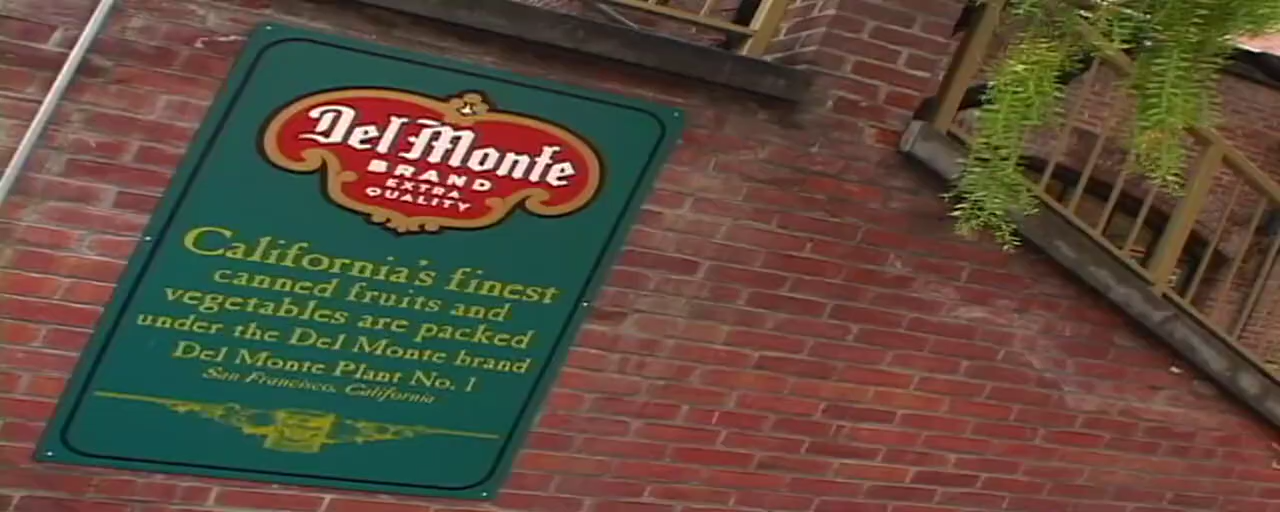 Del Monte
BRAND
EXTRA
QUALITY
California's finest
canned fruits and
vegetables are packed
under the Del Monte brand
Del Monte Plant No. 1
San Francisco, California